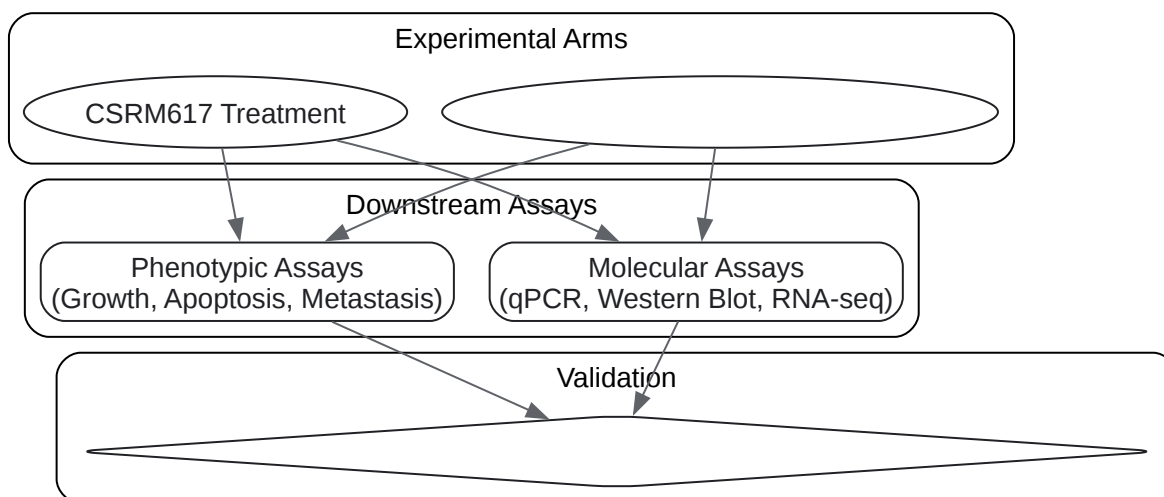 Experimental Arms
CSRM617 Treatment
Downstream Assays
Phenotypic Assays
(Growth, Apoptosis, Metastasis)
Molecular Assays
(qPCR, Western Blot, RNA-seq)
Validation